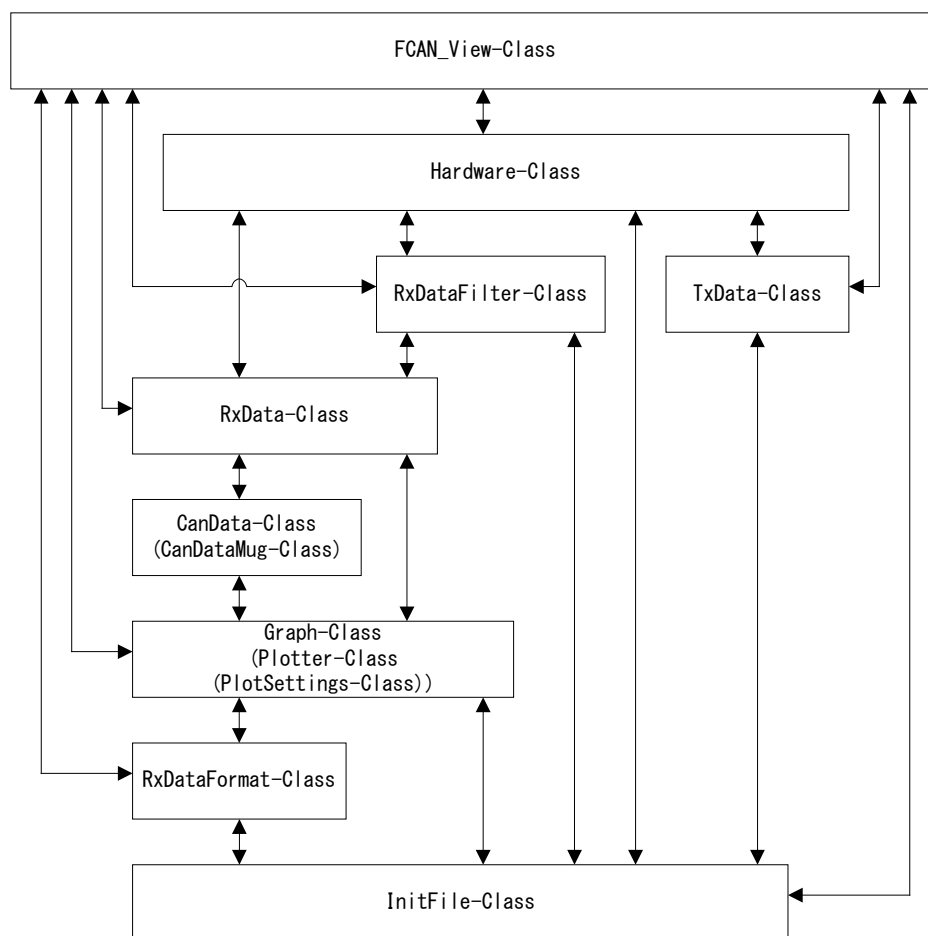 FCAN_View-Class
Hardware-Class
RxDataFilter-Class
TxData-Class
RxData-Class
CanData-Class
(CanDataMug-Class)
Graph-Class
(Plotter-Class
(PlotSettings-Class))
RxDataFormat-Class
InitFile-Class